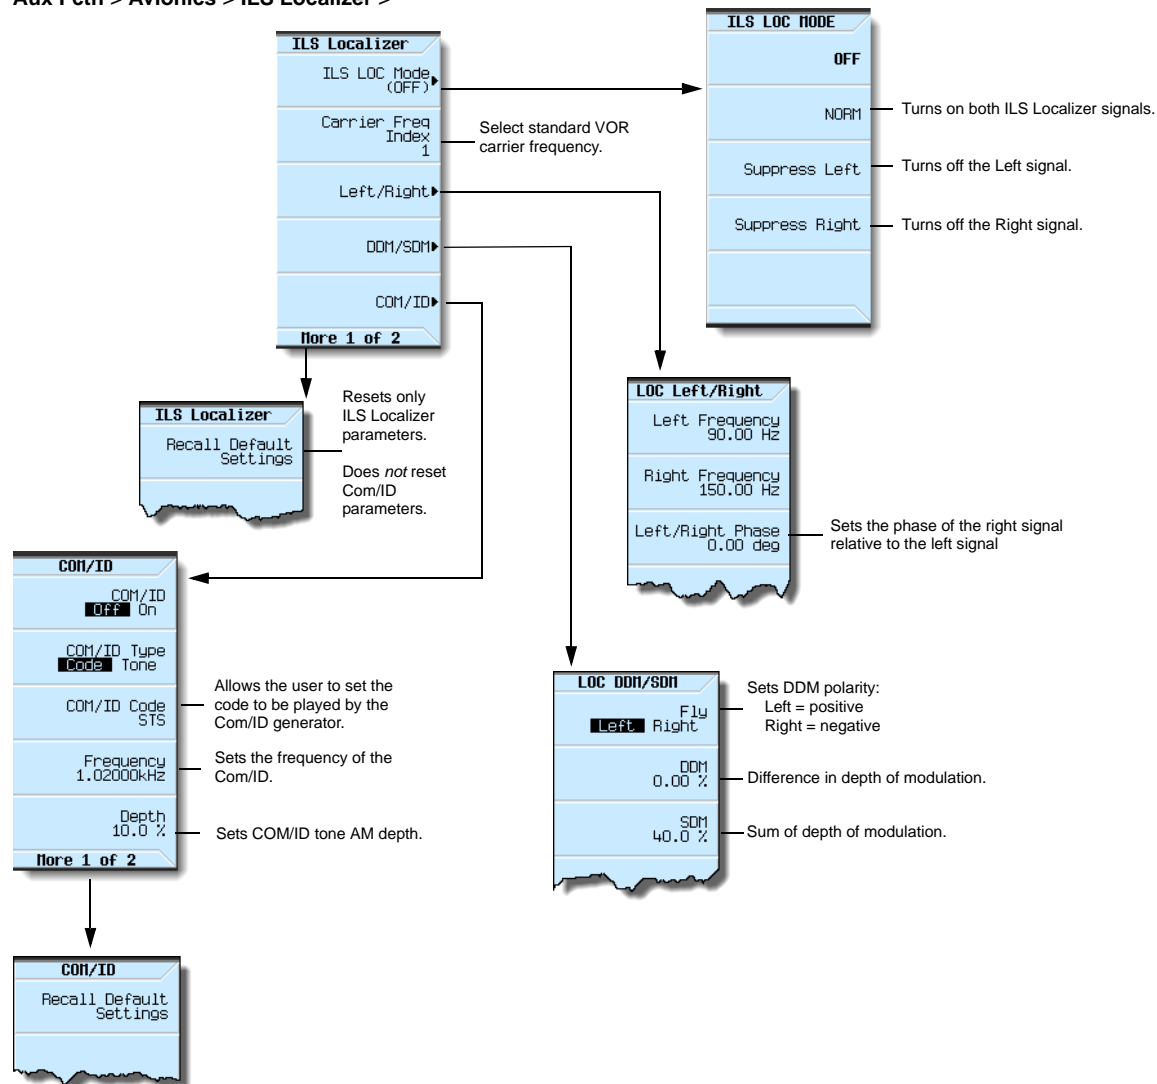 Aux Fctn > Avionics > ILS Localizer >
ILS Localizer
ILS LOC Mode
(OFF)
Carrier Freq
Index
1
Left/Right
DDM/SDM
COM/ID
More 1 of 2
Select standard VOR
carrier frequency.
ILS LOC MODE
OFF
NORM
Suppress Left
Suppress Right
Turns on both ILS Localizer signals.
Turns off the Left signal.
Turns off the Right signal.
ILS Localizer
Recall Default
Settings
Resets only
ILS Localizer
parameters.
Does not reset
Com/ID
parameters.
LOC Left/Right
Left Frequency
90.00 Hz
Right Frequency
150.00 Hz
Left/Right Phase
0.00 deg
Sets the phase of the right signal
relative to the left signal
COM/ID
COM/ID
Off On
COM/ID Type
Code Tone
COM/ID Code
STS
Frequency
1.02000kHz
Depth
10.0 %
More 1 of 2
Allows the user to set the
code to be played by the
Com/ID generator.
Sets the frequency of the
Com/ID.
Sets COM/ID tone AM depth.
LOC DDM/SDM
Fly
Left Right
DDM
0.00 %
SDM
40.0 %
Sets DDM polarity:
Left = positive
Right = negative
Difference in depth of modulation.
Sum of depth of modulation.
COM/ID
Recall Default
Settings